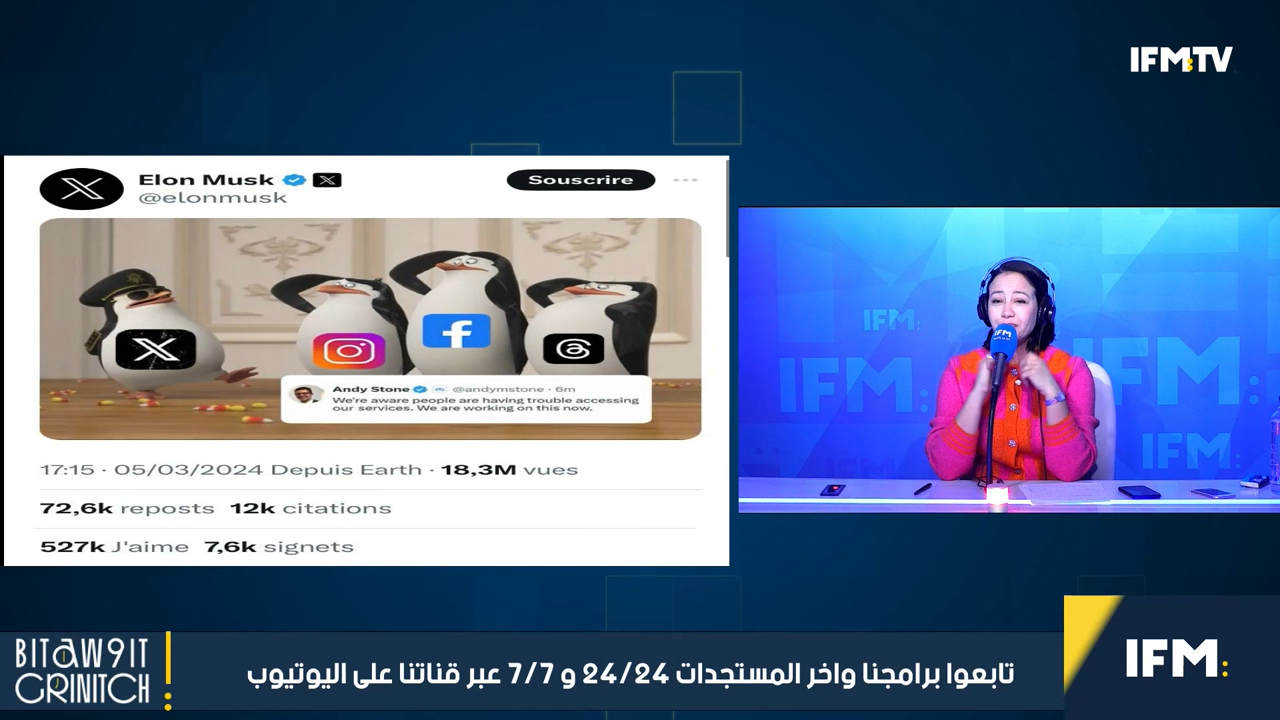 IFM:TV
Elon Musk
@elonmusk
Souscrire
Andy Stone @andymstone · 6m
We're aware people are having trouble accessing
our services. We are working on this now.
17:15 · 05/03/2024 Depuis Earth · 18,3M vues
72,6k reposts 12k citations
527k J'aime 7,6k signets
IFM:
IFM:
IFM:
IFM:
IFM
BITaW9IT
GRINITCH
تابعوا برامجنا واخر المستجدات 24/24 و 7/7 عبر قناتنا على اليوتيوب
IFM: